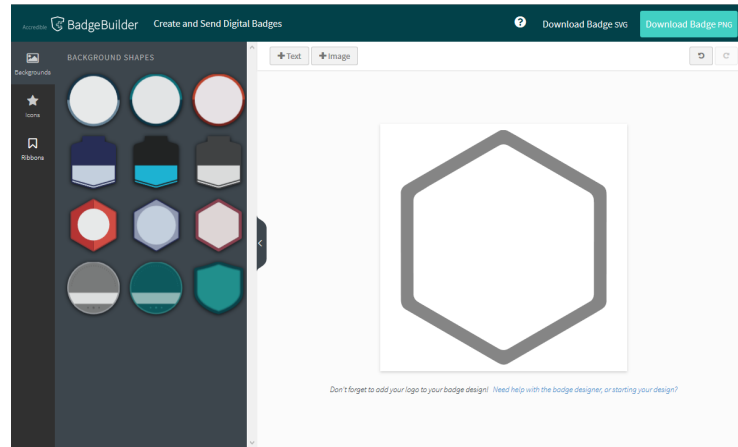 Accredible BadgeBuilder Create and Send Digital Badges ? Download Badge SVG Download Badge PNG
Backgrounds
Icons
Ribbons
BACKGROUND SHAPES
+Text +Image
Don't forget to add your logo to your badge design! Need help with the badge designer, or starting your design?